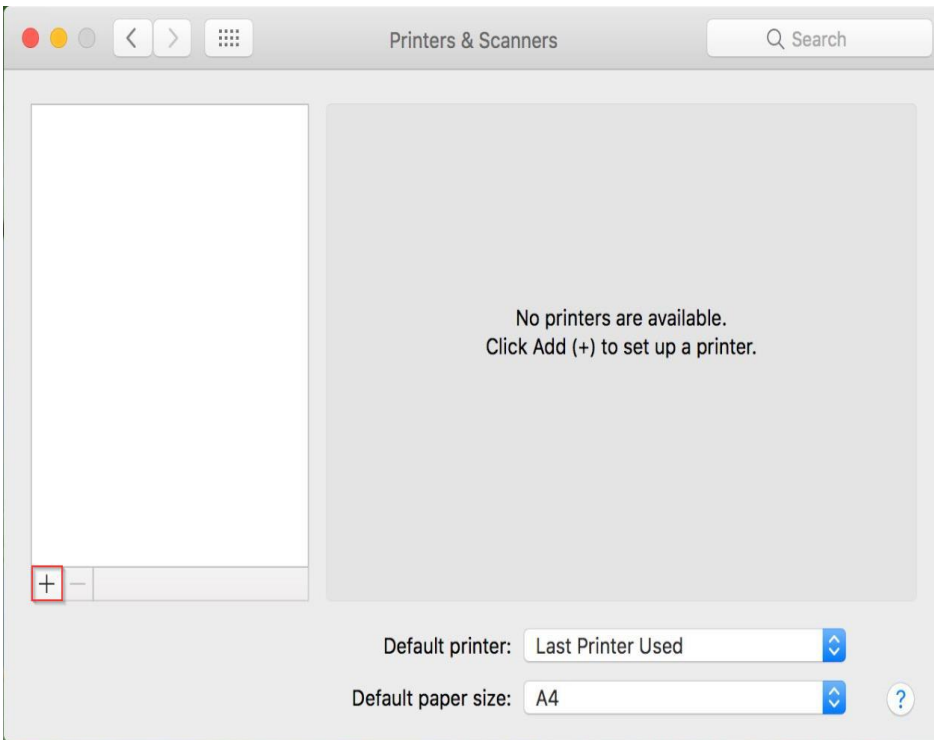 Printers & Scanners
Search
No printers are available.
Click Add (+) to set up a printer.
+ −
Default printer: Last Printer Used
Default paper size: A4
?